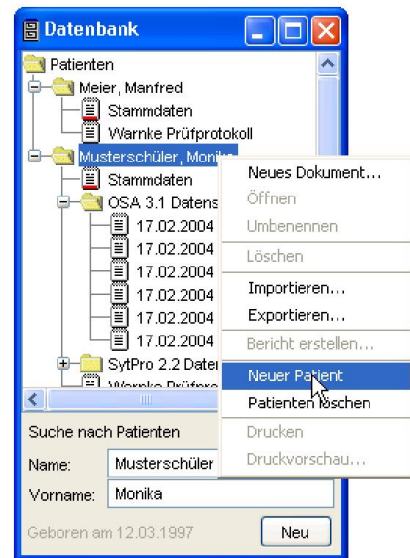 Datenbank
Patienten
Meier, Manfred
Stammdaten
Warnke Prüfprotokoll
Musterschüler, Monika
Stammdaten
OSA 3.1 Datens
17.02.2004
17.02.2004
17.02.2004
17.02.2004
17.02.2004
17.02.2004
SytPro 2.2 Daten
Warnke Prüfpro
Neues Dokument...
Öffnen
Umbenennen
Löschen
Importieren...
Exportieren...
Bericht erstellen...
Neuer Patient
Patienten löschen
Drucken
Druckvorschau...
Suche nach Patienten
Name: Musterschüler
Vorname: Monika
Geboren am 12.03.1997 Neu